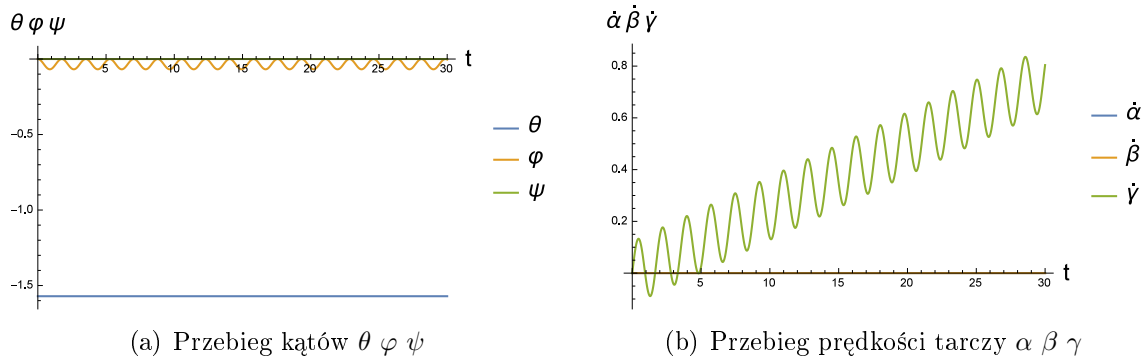 θ φ ψ
t
5 10 15 20 25 30
−0.5
−1.0
−1.5
θ
φ
ψ
(a) Przebieg kątów θ φ ψ
α̇ β̇ γ̇
0.8
0.6
0.4
0.2
5 10 15 20 25 30
t
α̇
β̇
γ̇
(b) Przebieg prędkości tarczy α β γ